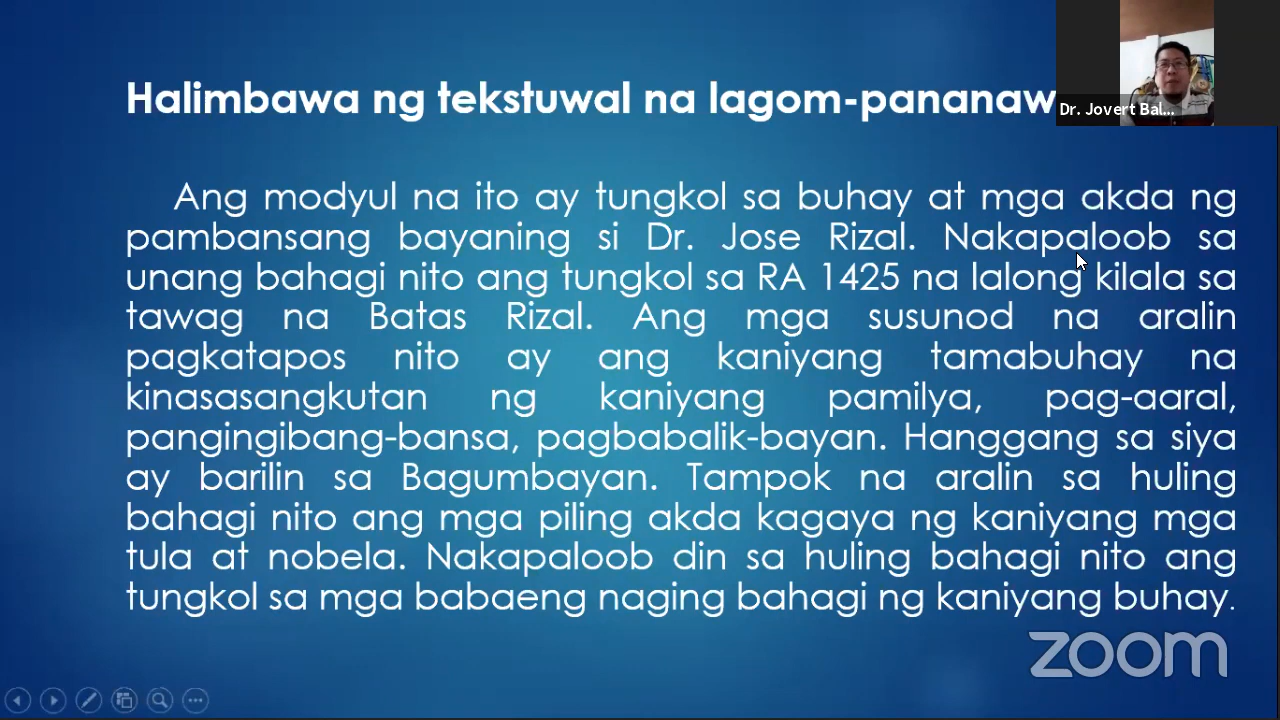 Halimbawa ng tekstuwal na lagom-pananaw
Dr. Jovert Bal...
Ang modyul na ito ay tungkol sa buhay at mga akda ng
pambansang bayaning si Dr. Jose Rizal. Nakapaloob sa
unang bahagi nito ang tungkol sa RA 1425 na lalong kilala sa
tawag na Batas Rizal. Ang mga susunod na aralin
pagkatapos nito ay ang kaniyang tamabuhay na
kinasasangkutan ng kaniyang pamilya, pag-aaral,
pangingibang-bansa, pagbabalik-bayan. Hanggang sa siya
ay barilin sa Bagumbayan. Tampok na aralin sa huling
bahagi nito ang mga piling akda kagaya ng kaniyang mga
tula at nobela. Nakapaloob din sa huling bahagi nito ang
tungkol sa mga babaeng naging bahagi ng kaniyang buhay.
zoom